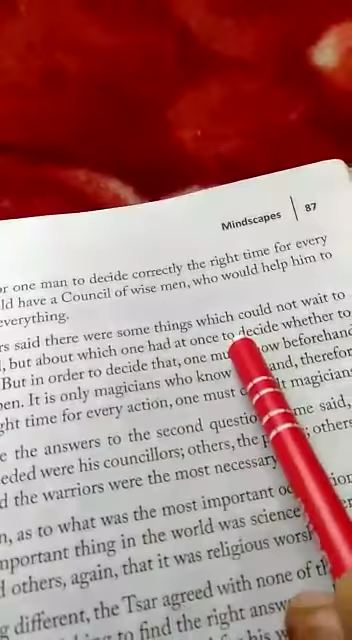 Mindscapes | 87
or one man to decide correctly the right time for every
ld have a Council of wise men, who would help him to
everything.
rs said there were some things which could not wait to
, but about which one had at once to decide whether to
But in order to decide that, one mu ow beforehand
en. It is only magicians who know and, therefor
ght time for every action, one must c lt magicians
e the answers to the second questio me said,
eded were his councillors; others, the p ; others
d the warriors were the most necessary
n, as to what was the most important oc ion
mportant thing in the world was science
d others, again, that it was religious worsh
g different, the Tsar agreed with none of th
to find the right answ